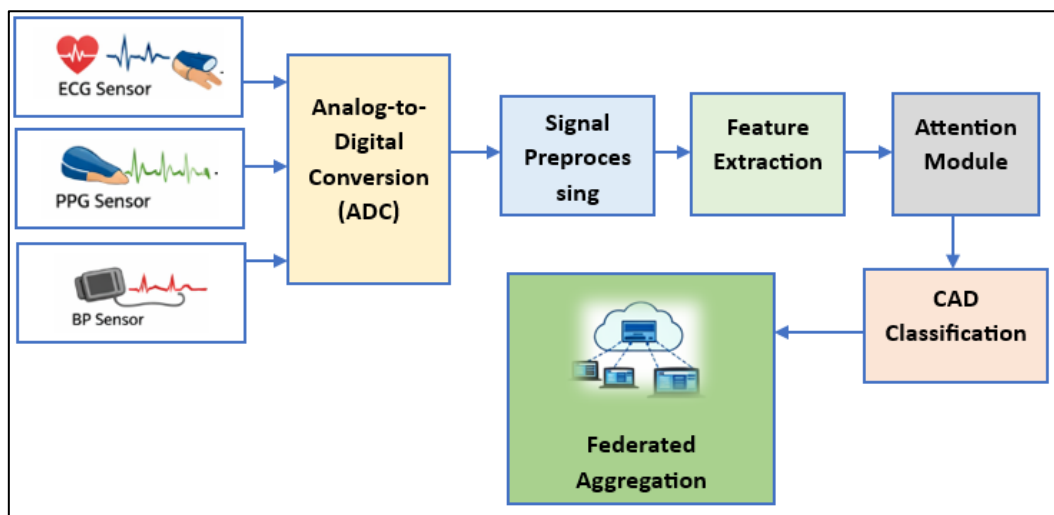 ECG Sensor
PPG Sensor
BP Sensor
Analog-to-
Digital
Conversion
(ADC)
Signal
Preproces
sing
Feature
Extraction
Attention
Module
CAD
Classification
Federated
Aggregation